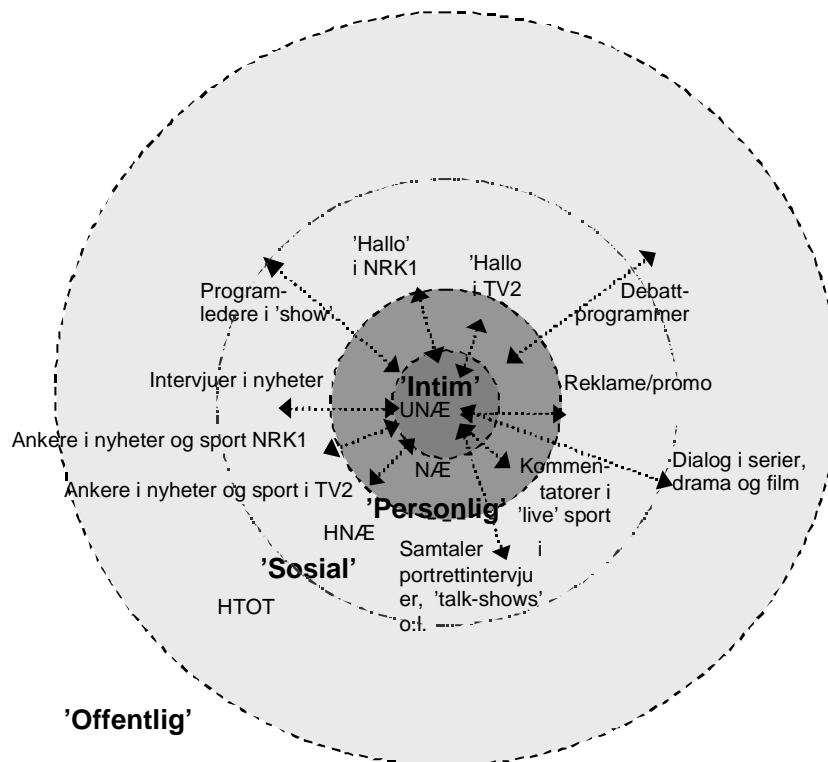 ’Hallo’
i NRK1
’Hallo
i TV2
Program-
ledere i 'show'
Debatt-
programmer
Intervjuer i nyheter
’Intim’
Reklame/promo
UNÆ
Ankere i nyheter og sport NRK1
NÆ
Kommen-
tatorer i
'live' sport
Dialog i serier,
drama og film
Ankere i nyheter og sport i TV2
’Personlig’
HNÆ
Samtaler i
portrettintervju
er, ’talk-shows’
o.l.
’Sosial’
HTOT
’Offentlig’